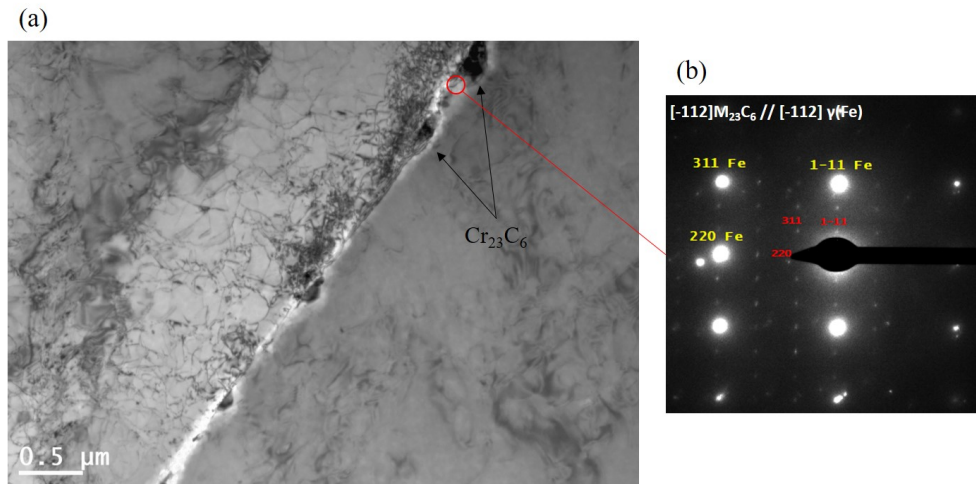 (a)
(b)
[-112]M₂₃C₆ // [-112] γ(Fe)
311 Fe
1-11 Fe
311
1-11
220 Fe
220
Cr₂₃C₆
0.5 μm